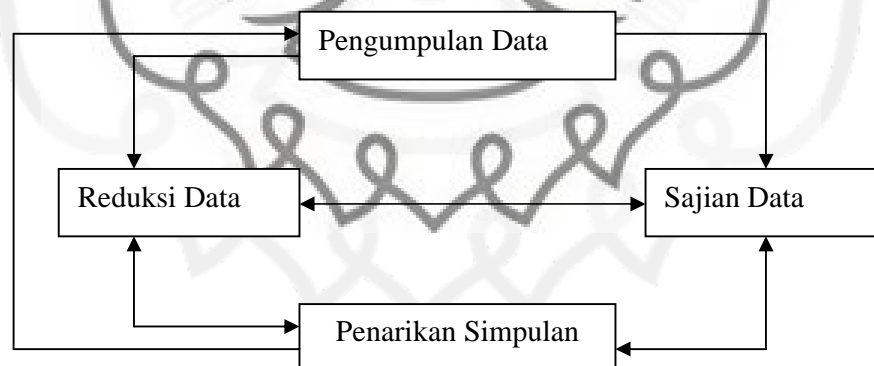 Pengumpulan Data
Reduksi Data
Sajian Data
Penarikan Simpulan